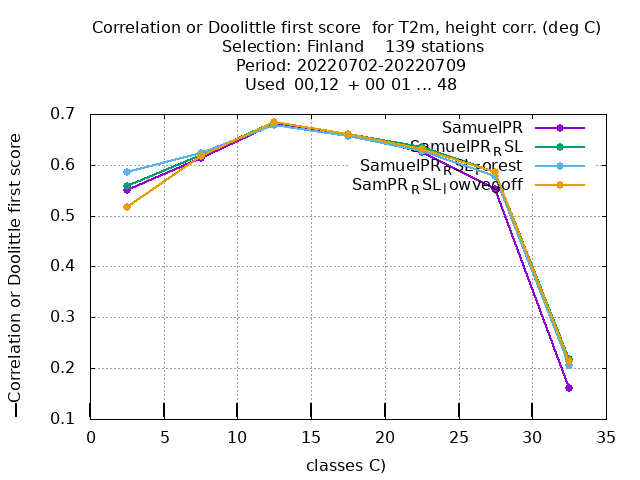 Correlation or Doolittle first score for T2m, height corr. (deg C)
Selection: Finland 139 stations
Period: 20220702-20220709
Used 00,12 + 00 01 ... 48
Correlation or Doolittle first score
0.7
0.6
0.5
0.4
0.3
0.2
0.1
SamuelPR
SamuelPR_RSL
SamPR_RSL_lowvegoff
0 5 10 15 20 25 30 35
classes C)